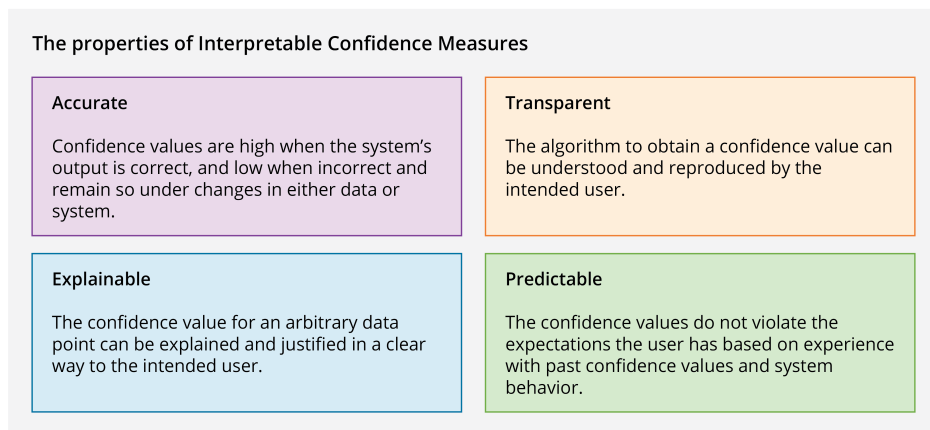 The properties of Interpretable Confidence Measures
Accurate
Confidence values are high when the system's
output is correct, and low when incorrect and
remain so under changes in either data or
system.
Transparent
The algorithm to obtain a confidence value can
be understood and reproduced by the
intended user.
Explainable
The confidence value for an arbitrary data
point can be explained and justified in a clear
way to the intended user.
Predictable
The confidence values do not violate the
expectations the user has based on experience
with past confidence values and system
behavior.